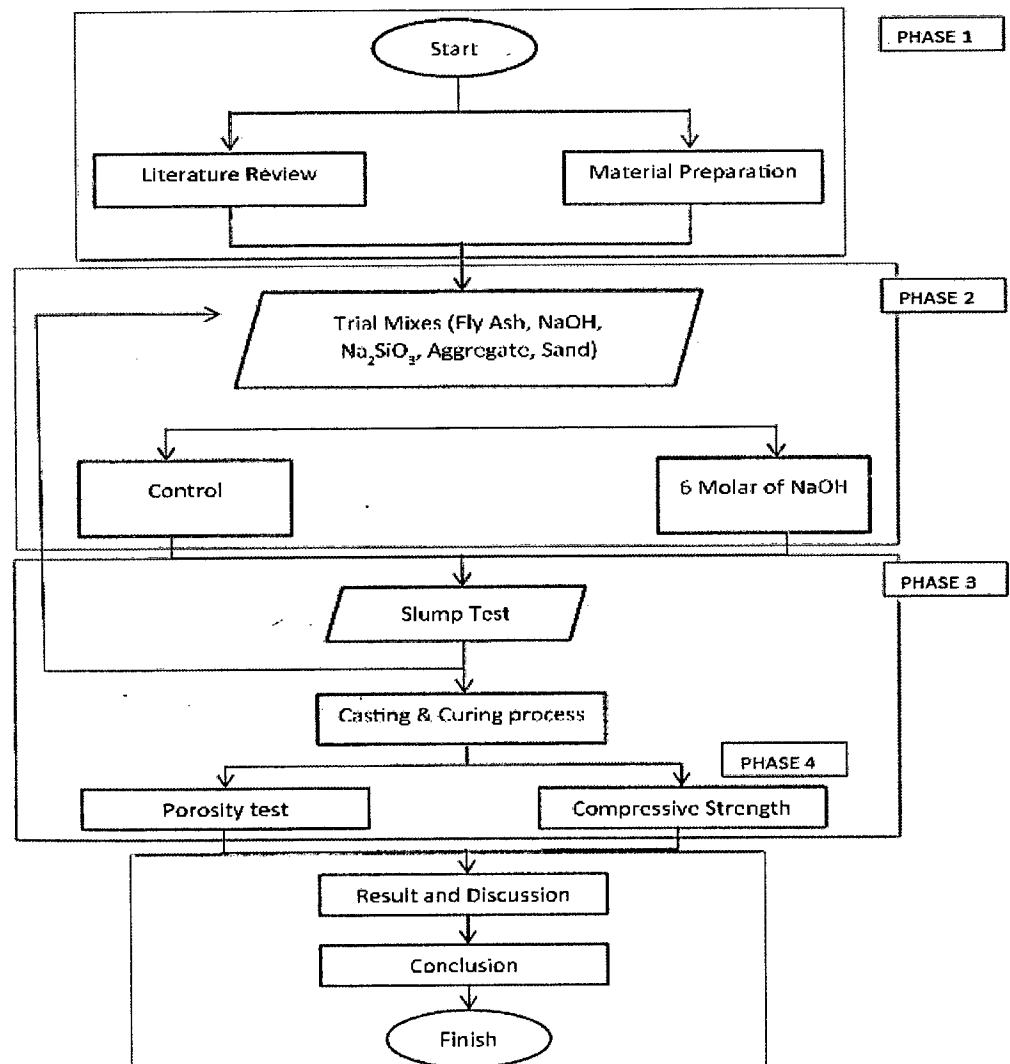 PHASE 1
Start
Literature Review
Material Preparation
PHASE 2
Trial Mixes (Fly Ash, NaOH,
Na₂SiO₃, Aggregate, Sand)
Control
6 Molar of NaOH
PHASE 3
Slump Test
Casting & Curing process
PHASE 4
Porosity test
Compressive Strength
Result and Discussion
Conclusion
Finish